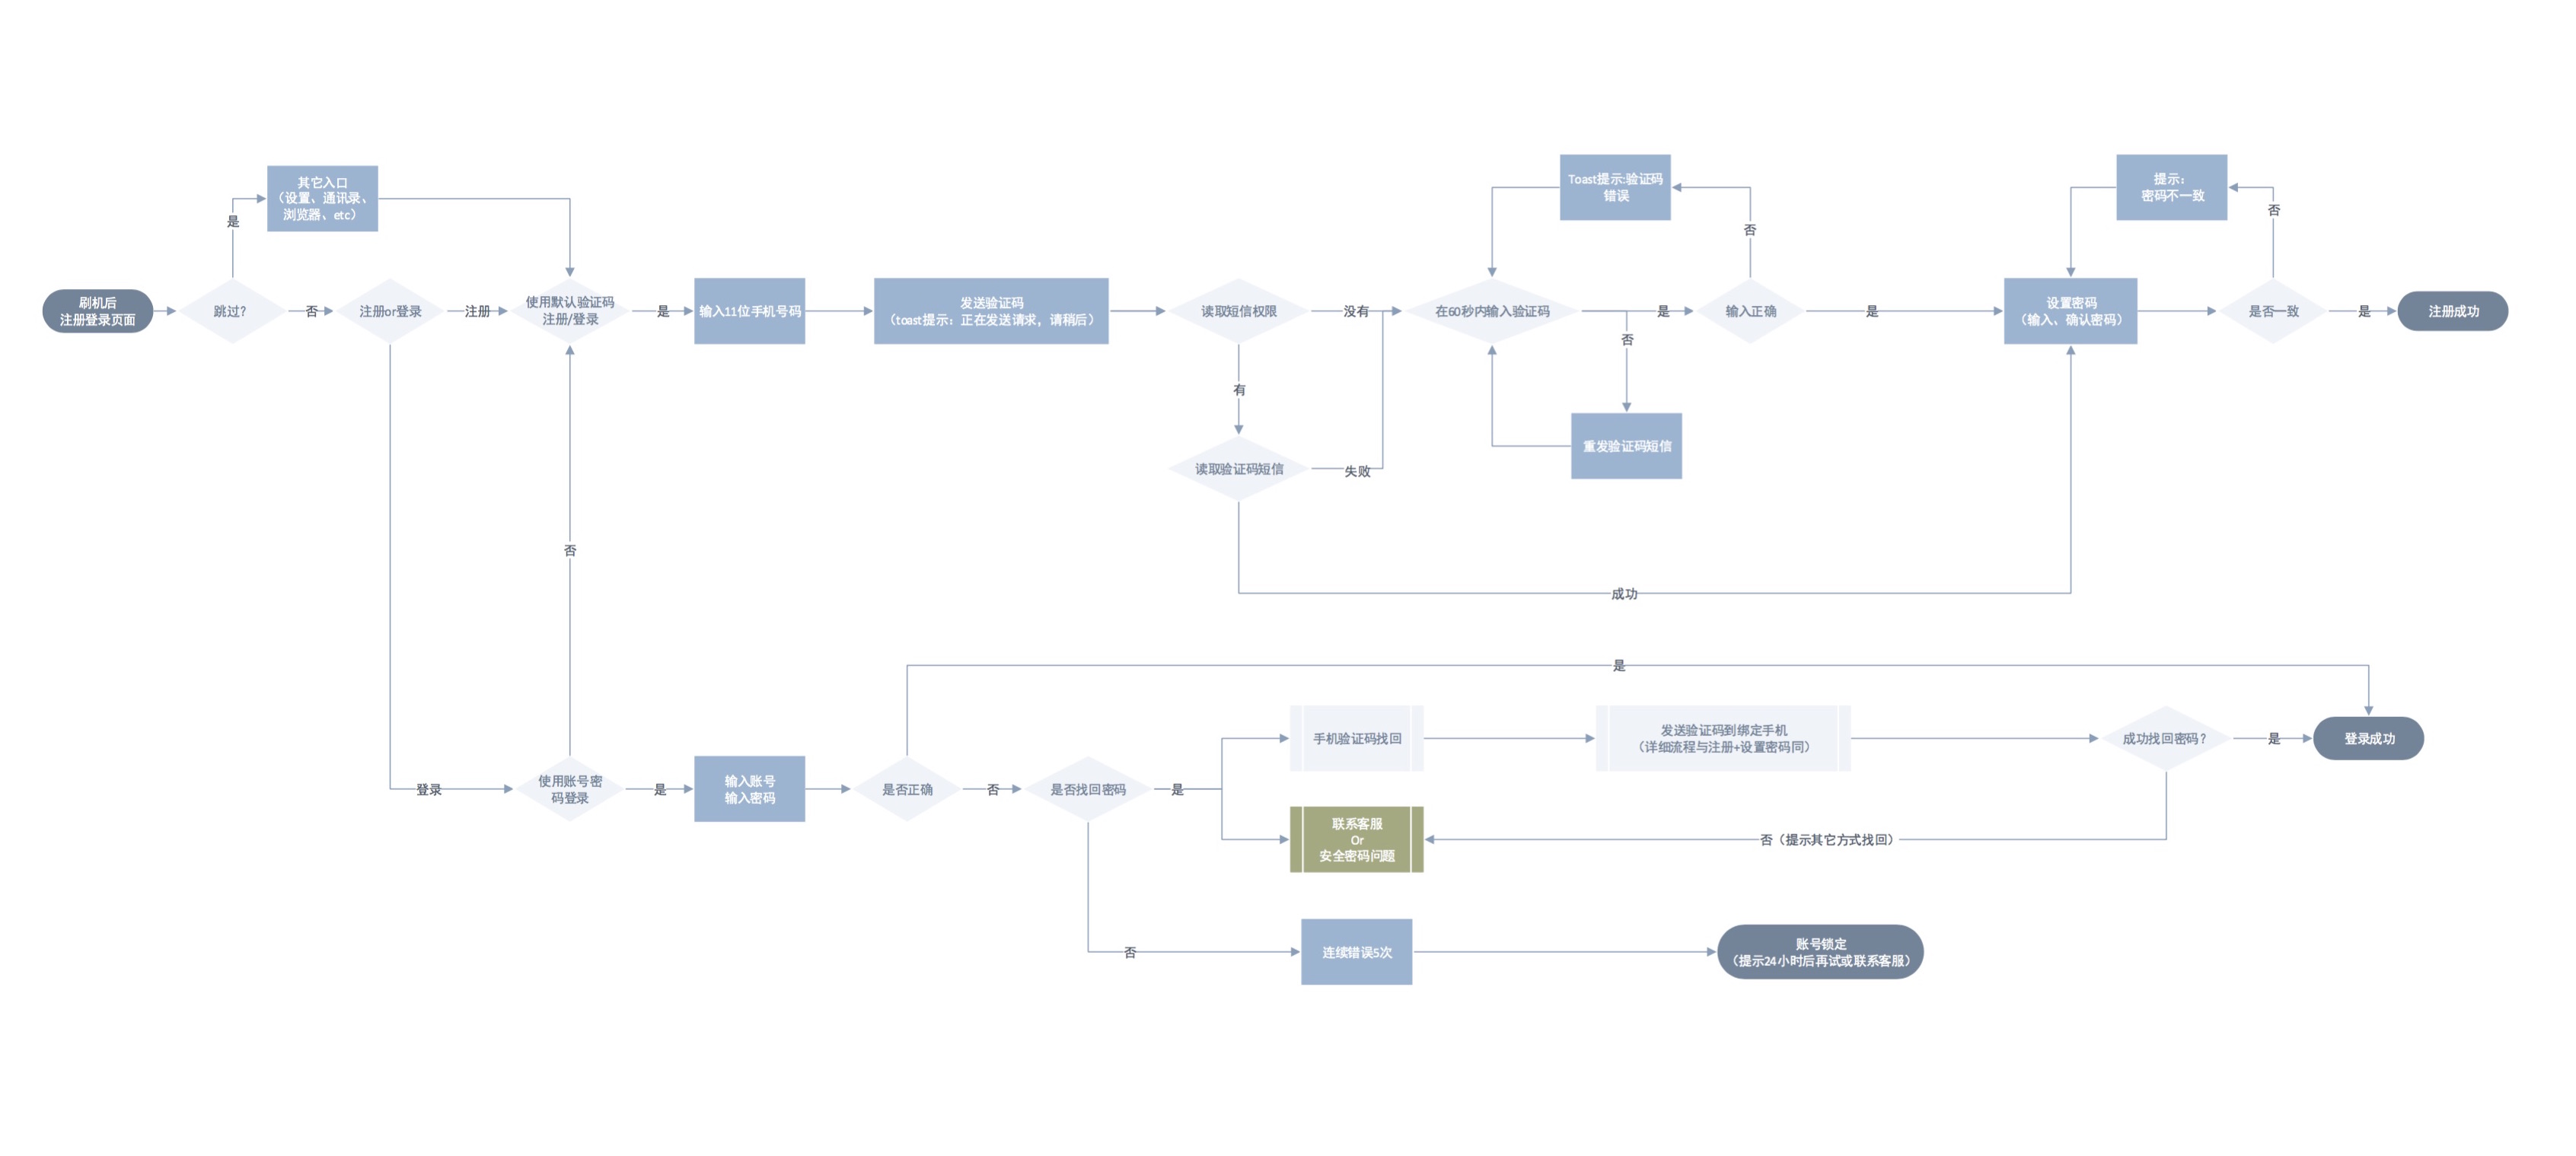 其它入口
（设置、通讯录、
浏览器、etc）
是
刷机后
注册登录页面
跳过？
否
注册or登录
注册
使用默认验证码
注册/登录
是
输入11位手机号码
发送验证码
（toast提示：正在发送请求，请稍后）
读取短信权限
没有
在60秒内输入验证码
是
输入正确
是
设置密码
（输入、确认密码）
是否一致
是
注册成功
Toast提示:验证码
错误
否
提示：
密码不一致
否
否
有
重发验证码短信
读取验证码短信
失败
否
成功
是
登录
使用账号密
码登录
是
输入账号
输入密码
是否正确
否
是否找回密码
是
手机验证码找回
发送验证码到绑定手机
（详细流程与注册+设置密码同）
成功找回密码？
是
登录成功
联系客服
Or
安全密码问题
否（提示其它方式找回）
否
连续错误5次
账号锁定
（提示24小时后再试或联系客服）